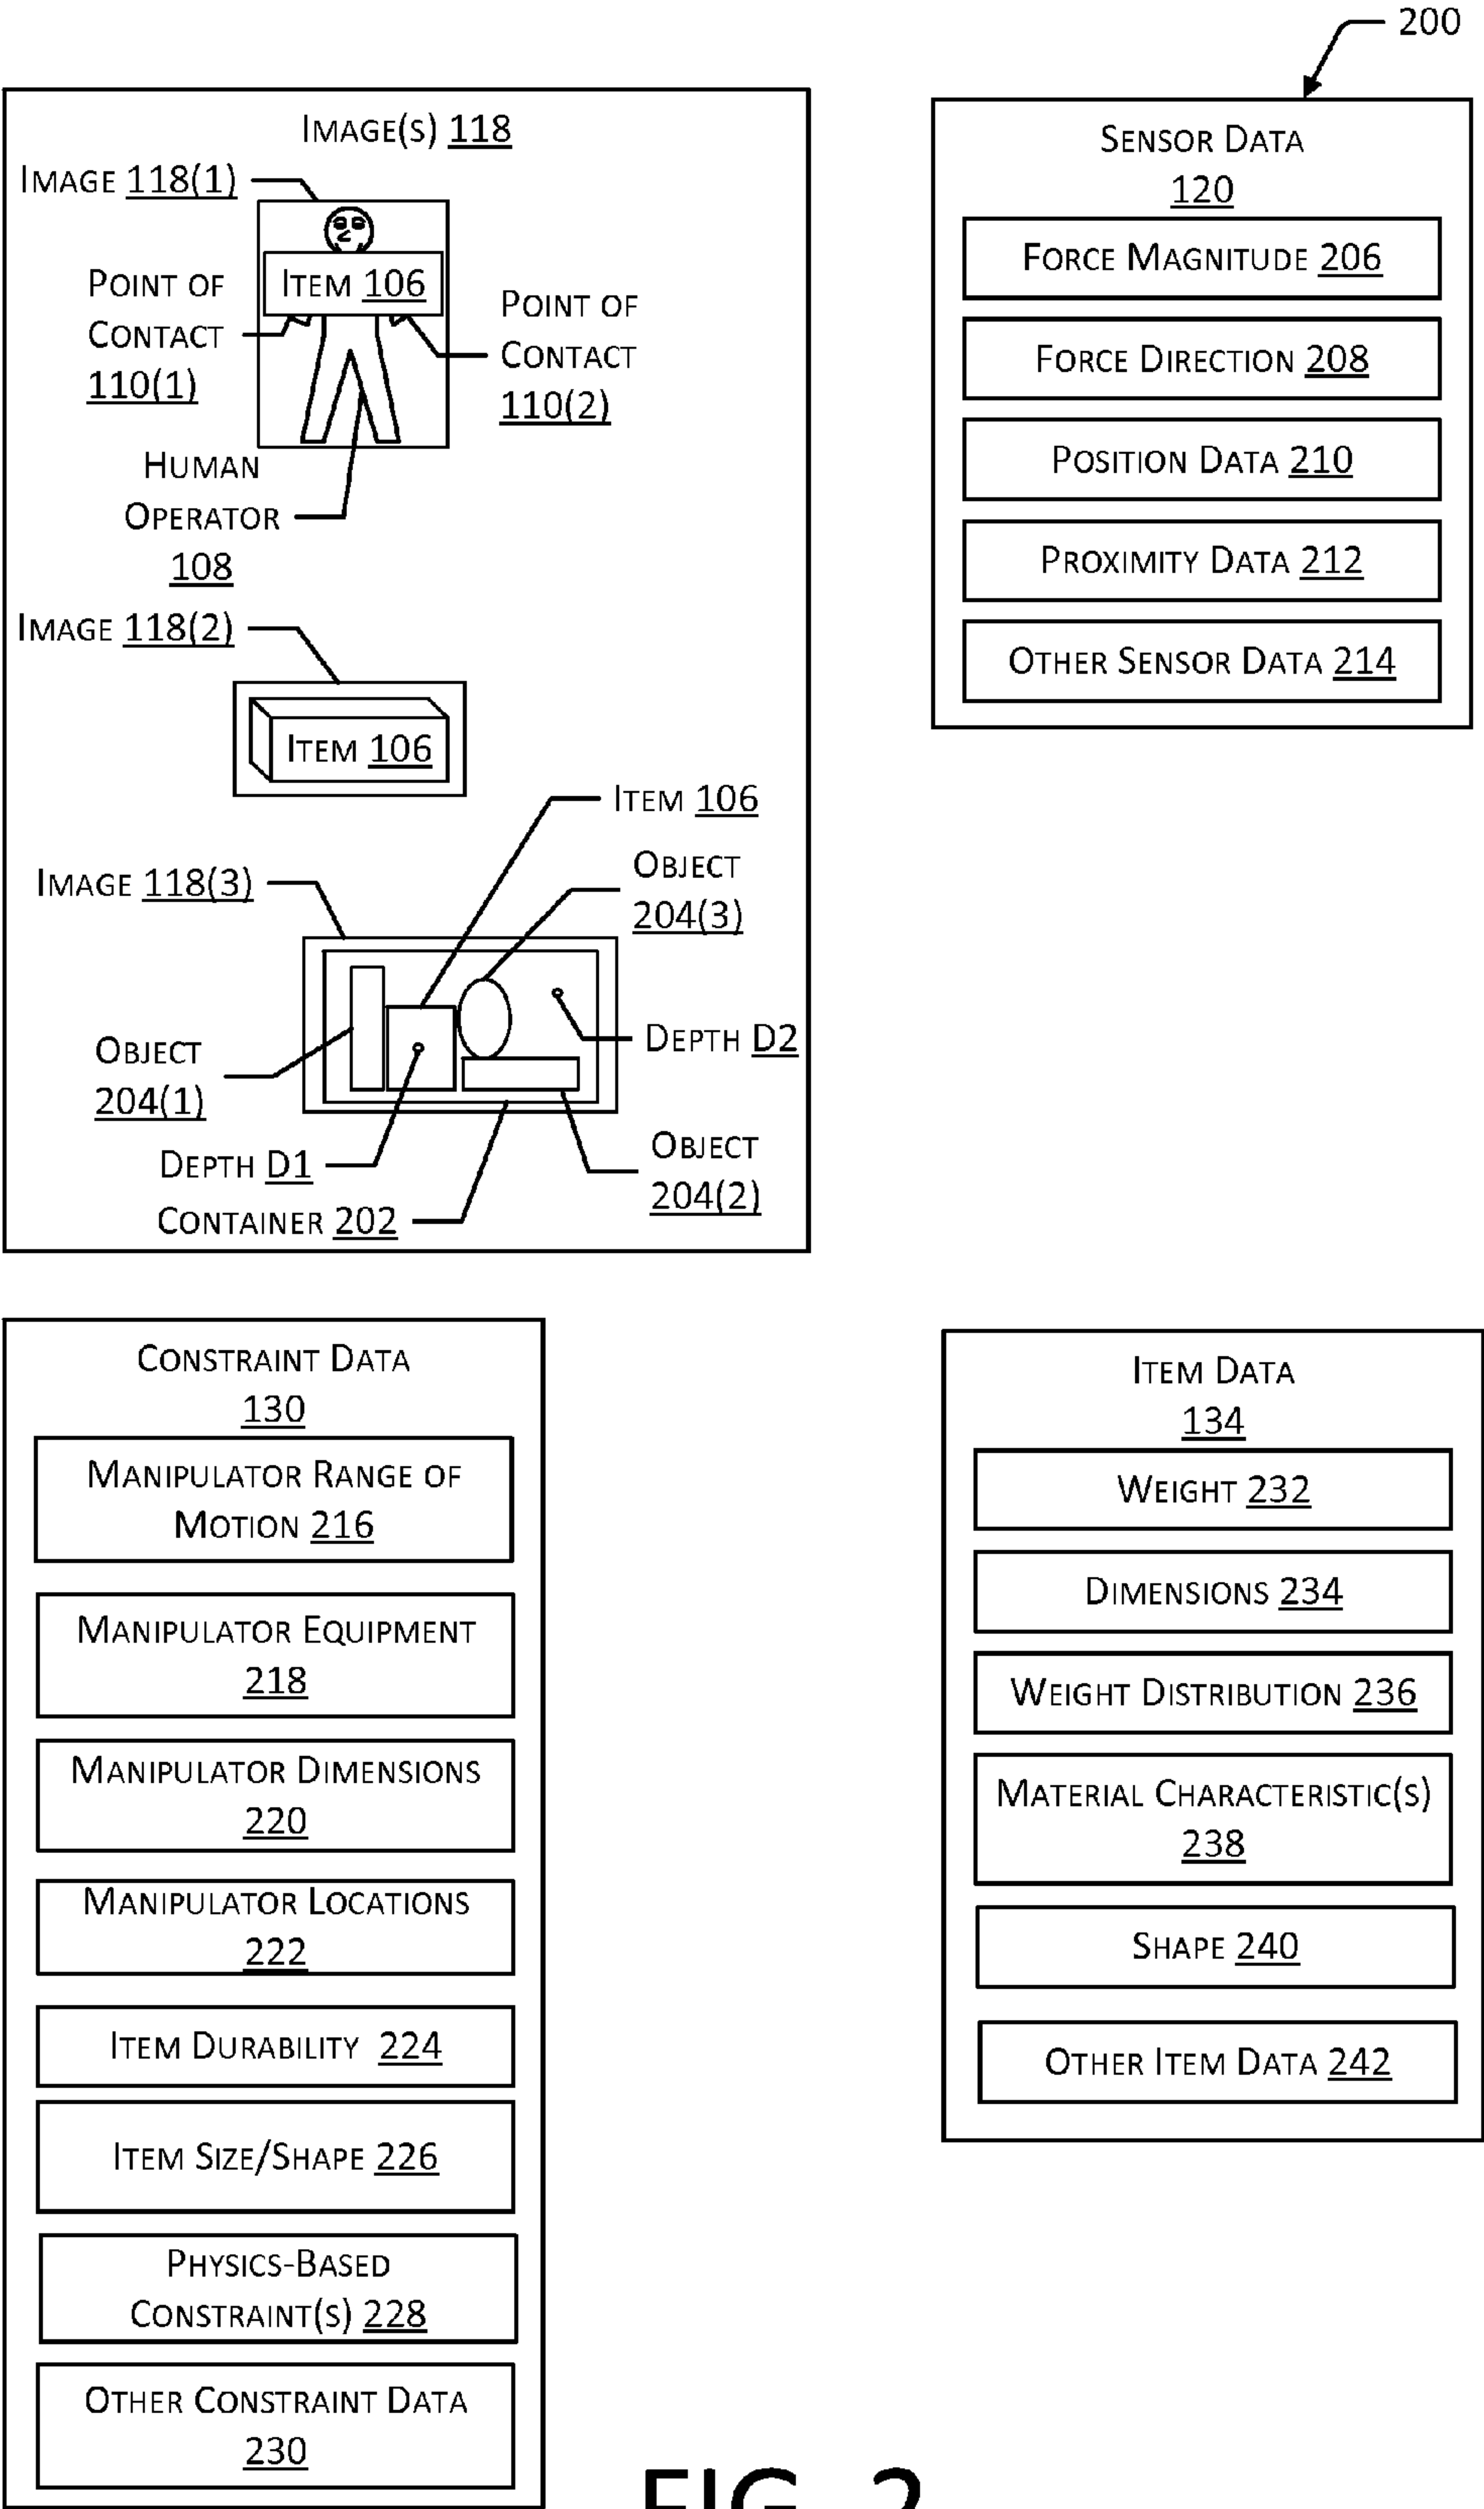 200
IMAGE(S) 118
IMAGE 118(1)
ITEM 106
POINT OF
CONTACT
110(1)
POINT OF
CONTACT
110(2)
HUMAN
OPERATOR
108
IMAGE 118(2)
ITEM 106
ITEM 106
OBJECT
204(3)
IMAGE 118(3)
DEPTH D2
OBJECT
204(1)
DEPTH D1
OBJECT
204(2)
CONTAINER 202
SENSOR DATA
120
FORCE MAGNITUDE 206
FORCE DIRECTION 208
POSITION DATA 210
PROXIMITY DATA 212
OTHER SENSOR DATA 214
CONSTRAINT DATA
130
MANIPULATOR RANGE OF
MOTION 216
MANIPULATOR EQUIPMENT
218
MANIPULATOR DIMENSIONS
220
MANIPULATOR LOCATIONS
222
ITEM DURABILITY 224
ITEM SIZE/SHAPE 226
PHYSICS-BASED
CONSTRAINT(S) 228
OTHER CONSTRAINT DATA
230
ITEM DATA
134
WEIGHT 232
DIMENSIONS 234
WEIGHT DISTRIBUTION 236
MATERIAL CHARACTERISTIC(S)
238
SHAPE 240
OTHER ITEM DATA 242
FIG. 2